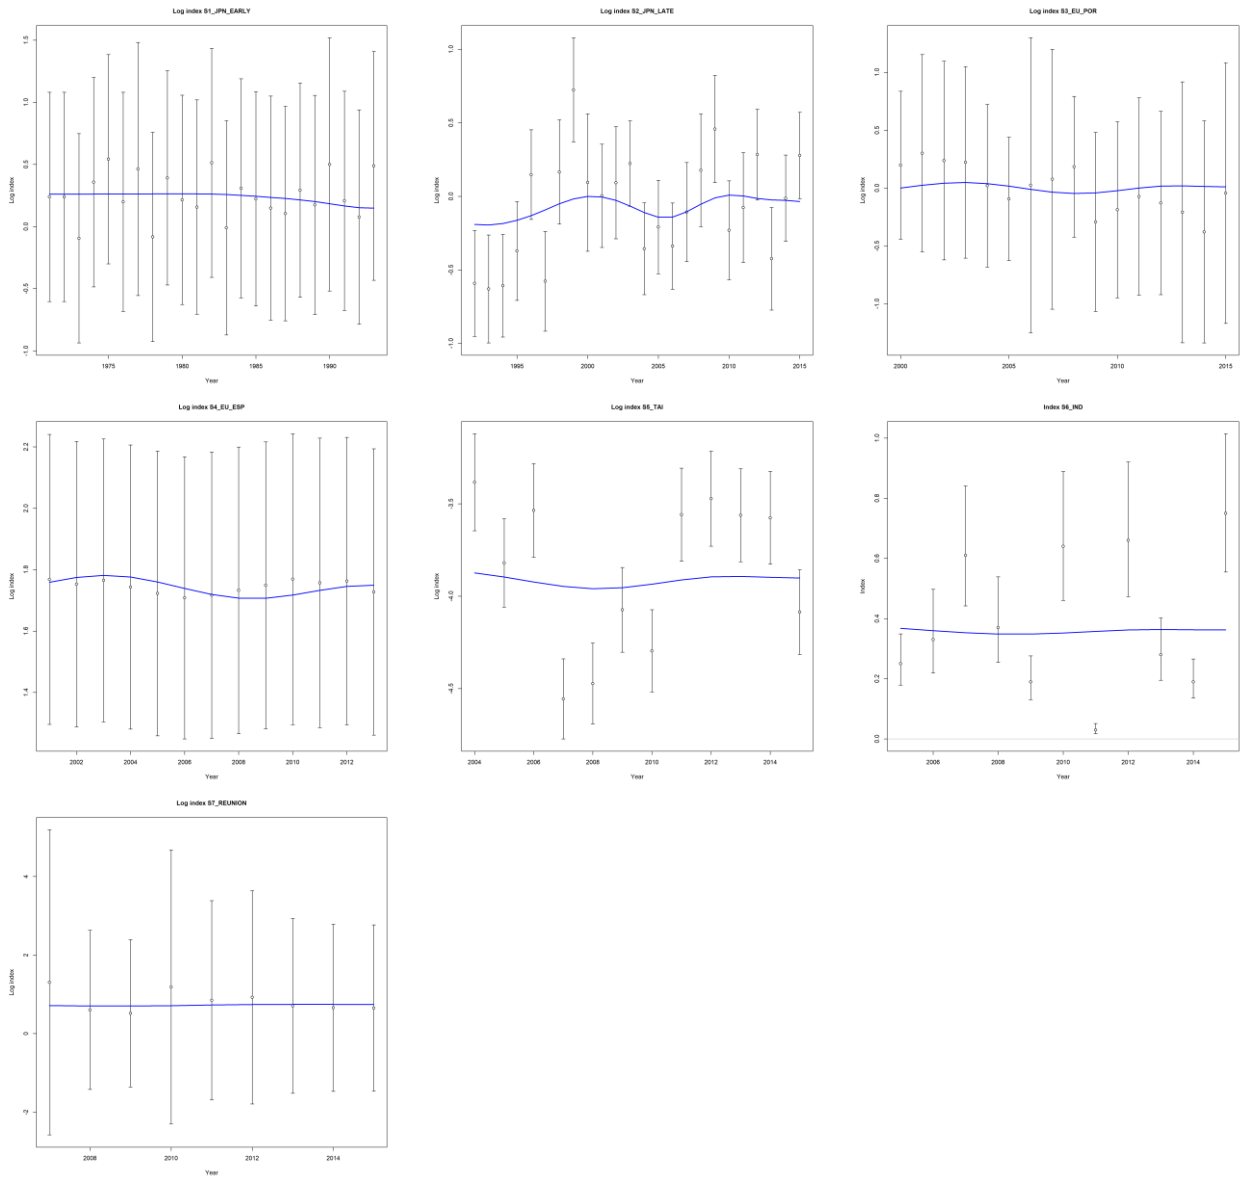 Log index S1_JPN_EARLY
Log index
1.5
1.0
0.5
0.0
-0.5
-1.0
1975 1980 1985 1990
Year
Log index S2_JPN_LATE
Log index
1.0
0.5
0.0
-0.5
-1.0
1995 2000 2005 2010 2015
Year
Log index S3_EU_POR
Log index
1.0
0.5
0.0
-0.5
-1.0
2000 2005 2010 2015
Year
Log index S4_EU_ESP
Log index
2.2
2.0
1.8
1.6
1.4
2002 2004 2006 2008 2010 2012
Year
Log index S5_TAI
Log index
-3.5
-4.0
-4.5
2004 2006 2008 2010 2012 2014
Year
Index S6_IND
Index
1.0
0.8
0.6
0.4
0.2
0.0
2006 2008 2010 2012 2014
Year
Log index S7_REUNION
Log index
4
2
0
-2
2008 2010 2012 2014
Year